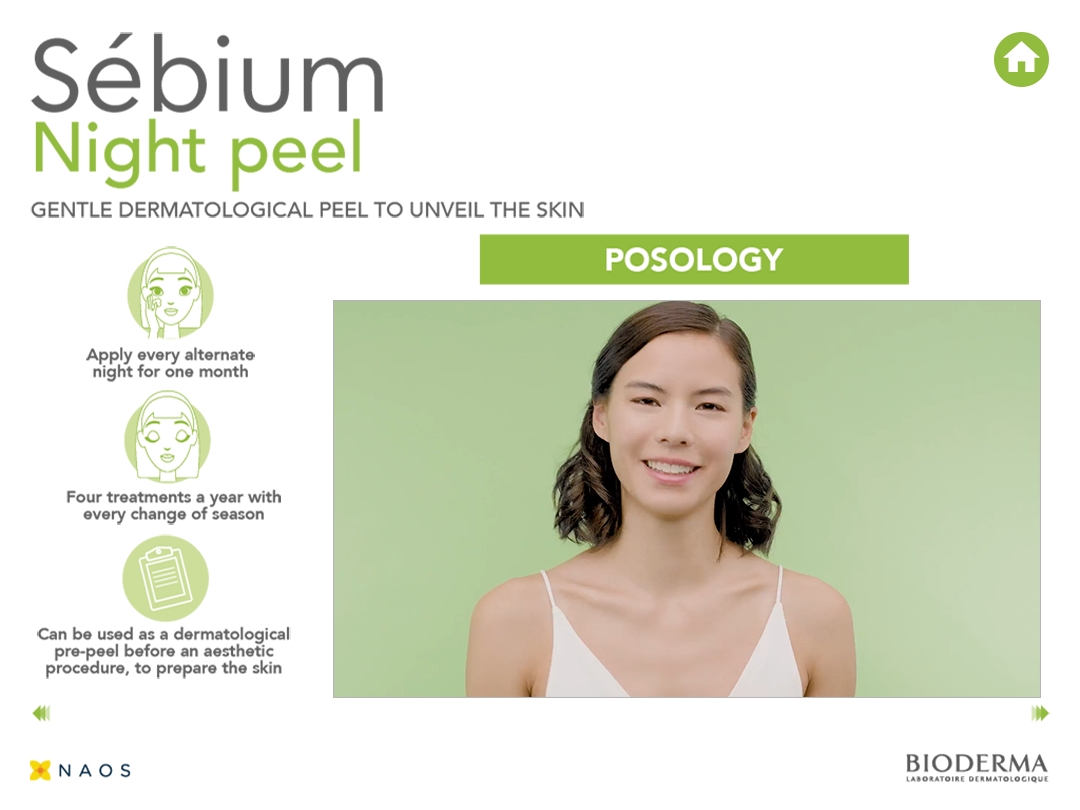 Sébium
Night peel
GENTLE DERMATOLOGICAL PEEL TO UNVEIL THE SKIN
POSOLOGY
Apply every alternate
night for one month
Four treatments a year with
every change of season
Can be used as a dermatological
pre-peel before an aesthetic
procedure, to prepare the skin
NAOS
BIODERMA
LABORATOIRE DERMATOLOGIQUE